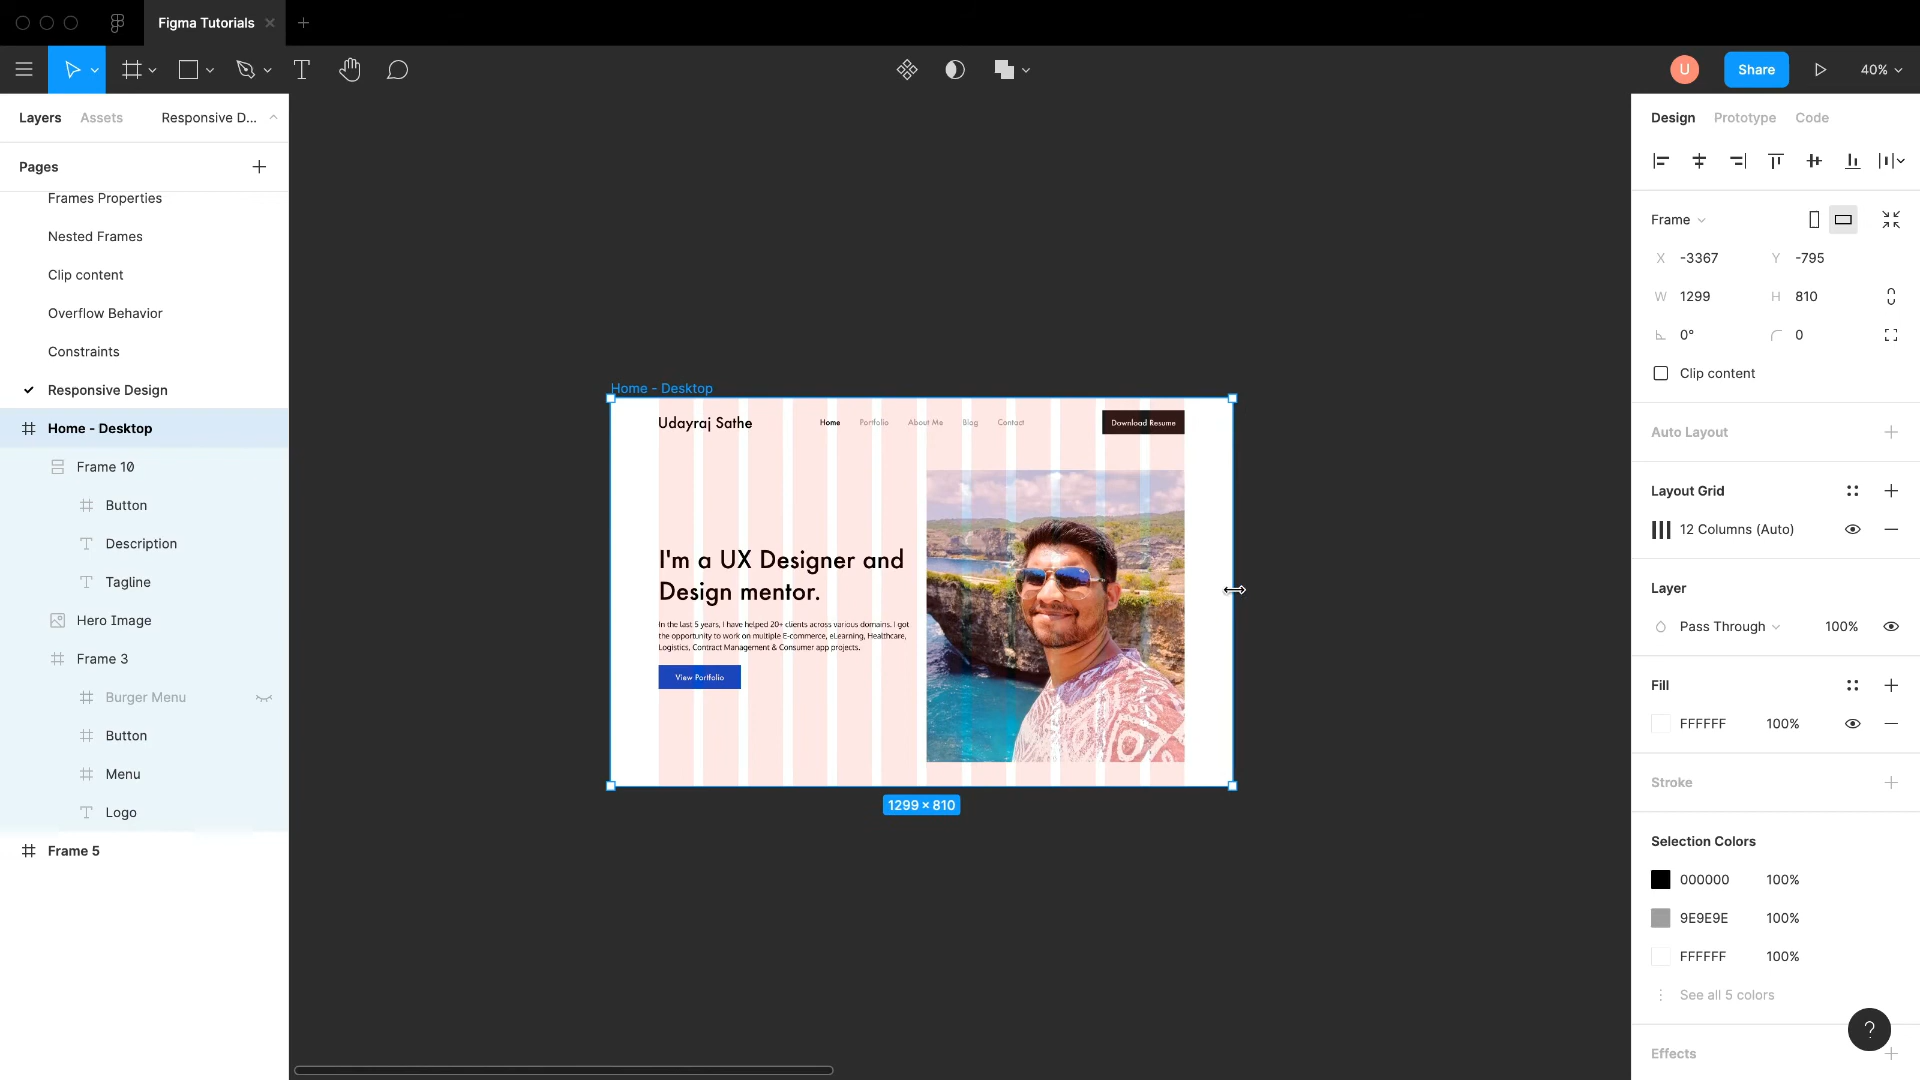 Figma Tutorials
Share
40%
Layers
Assets
Responsive D...
Pages
Frames Properties
Nested Frames
Clip content
Overflow Behavior
Constraints
Responsive Design
Home - Desktop
Frame 10
Button
Description
Tagline
Hero Image
Frame 3
Burger Menu
Button
Menu
Logo
Frame 5
Home - Desktop
Udayraj Sathe
Home
Portfolio
About Me
Blog
Contact
Download Resume
I'm a UX Designer and
Design mentor.
In the last 5 years, I have helped 20+ clients across various domains. I got
the opportunity to work on multiple E-commerce, eLearning, Healthcare,
Logistics, Contract Management & Consumer app projects.
View Portfolio
1299 × 810
U
Design
Prototype
Code
Frame
X -3367
Y -795
W 1299
H 810
0°
0
Clip content
Auto Layout
Layout Grid
12 Columns (Auto)
Layer
Pass Through
100%
Fill
FFFFFF
100%
Stroke
Selection Colors
000000
100%
9E9E9E
100%
FFFFFF
100%
See all 5 colors
Effects
?